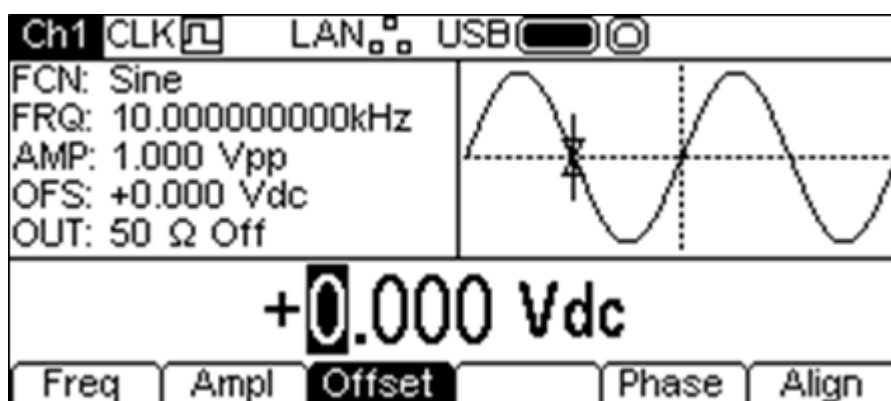 Ch1 CLK LAN USB
FCN: Sine
FRQ: 10.000000000kHz
AMP: 1.000 Vpp
OFS: +0.000 Vdc
OUT: 50 Ω Off
+0.000 Vdc
Freq Ampl Offset Phase Align